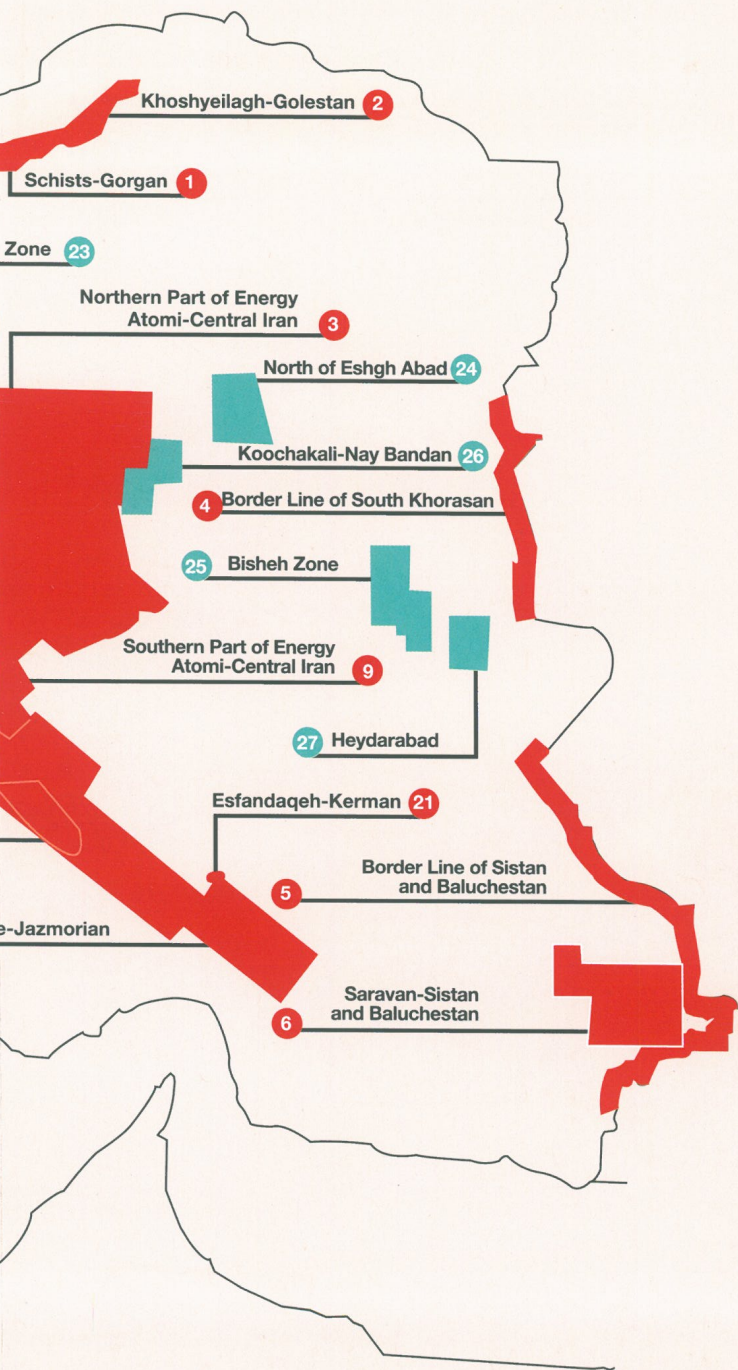 Khoshyeilagh-Golestan 2
Schists-Gorgan 1
Zone 23
Northern Part of Energy
Atomi-Central Iran 3
North of Eshgh Abad 24
Koochakali-Nay Bandan 26
4 Border Line of South Khorasan
25 Bisheh Zone
Southern Part of Energy
Atomi-Central Iran 9
27 Heydarabad
Esfandaqeh-Kerman 21
Border Line of Sistan
5 and Baluchestan
e-Jazmorian
Saravan-Sistan
6 and Baluchestan